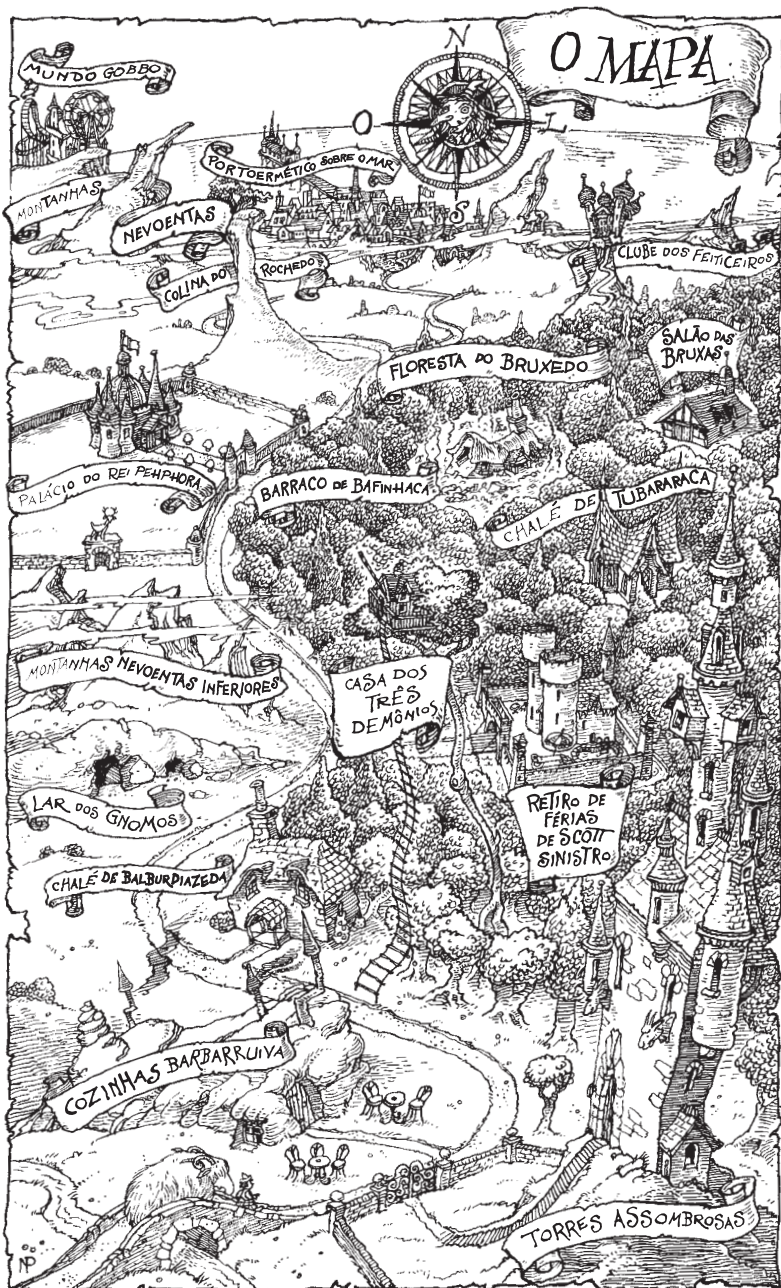 O MAPA
N
O
L
S
MUNDO GOBBO
PORTOERMÉTICO SOBRE O MAR
MONTANHAS
NEVOENTAS
CLUBE DOS FEITICEIROS
COLINA DO ROCHEDO
SALÃO DAS
BRUXAS
FLORESTA DO BRUXEDO
PALÁCIO DO REI PEHPHORA
BARRACO DE BAFINHACA
CHALÉ DE TUBARAPACA
MONTANHAS NEVOENTAS INFERIORES
CASA DOS
TRÊS
DEMÔNIOS
LAR DOS GNOMOS
RETIRO DE
FÉRIAS
DE SCOTT
SINISTRO
CHALÉ DE BALBURDIAZEDA
COZINHAS BARBARRUIVA
TORRES ASSOMBROSAS
NP